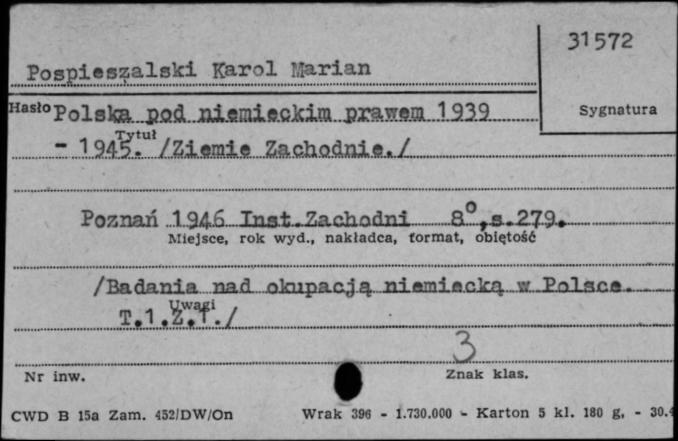 31572
Pospieszalski Karol Marian
Hasło Polska pod niemieckim prawem 1939
Sygnatura
Tytuł
- 1945. /Ziemie Zachodnie./
Poznań 1946 Inst.Zachodni 8°,s.279.
Miejsce, rok wyd., nakładca, format, objętość
/Badania nad okupacją niemiecką w Polsce.
Uwagi
T.1.Z.1./
3
Nr inw.
Znak klas.
CWD B 15a Zam. 452/DW/On Wrak 396 - 1.730.000 - Karton 5 kl. 180 g, - 30.4